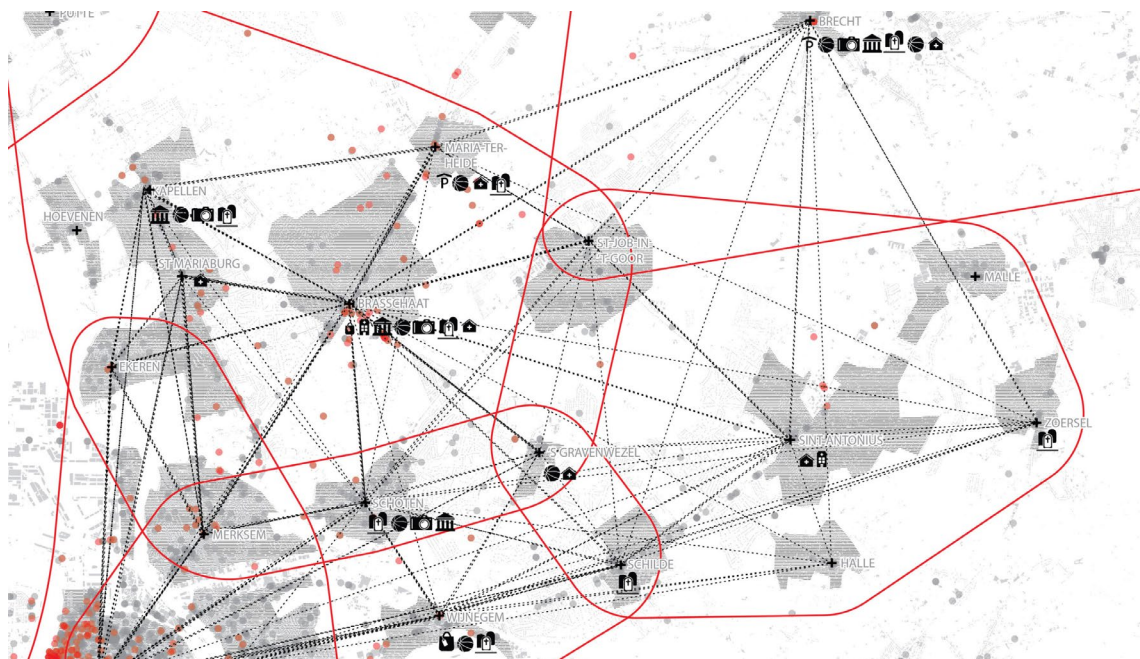 PUTTE
BRECHT
P
MARIA-TER-
HEIDE
P
KAPELLEN
HOEVENEN
ST-JOB-IN-
'T-GOOR
ST-MARIABURG
MALLE
BRASSCHAAT
EKEREN
ZOERSEL
SINT-ANTONIUS
'S GRAVENWEZEL
SCHOTEN
MERKSEM
SCHILDE
HALLE
WIJNEGEM